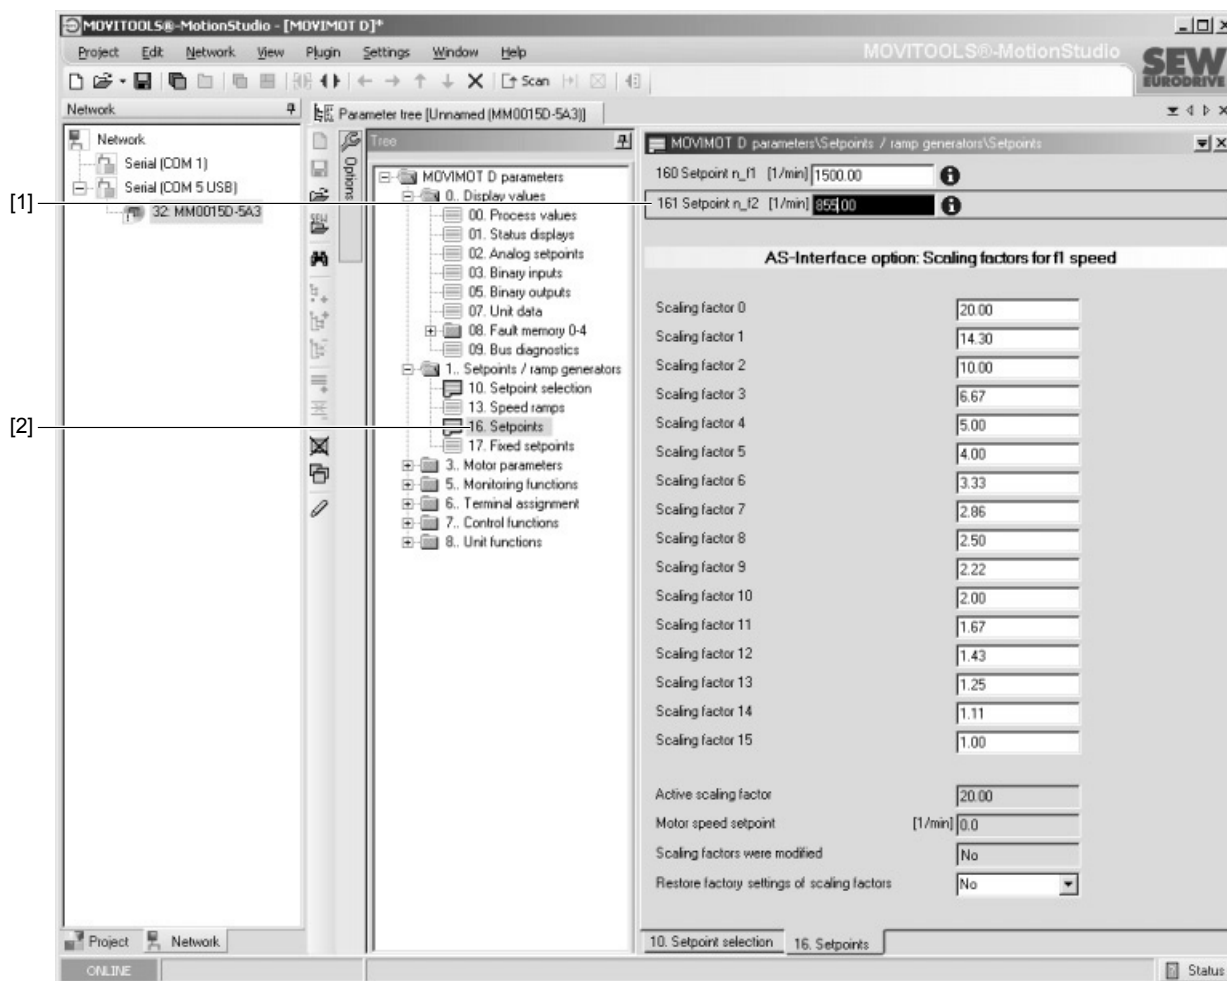 MOVITOOLS®-MotionStudio - [MOVIMOT D]*
Project Edit Network View Plugin Settings Window Help
MOVITOOLS®-MotionStudio
SEW
EURODRIVE
Scan
Network
Parameter tree [Unnamed (MM0015D-5A3)]
Network
Serial (COM 1)
Serial (COM 5 USB)
32: MM0015D-5A3
Options
SEW
Tree
MOVIMOT D parameters
0.. Display values
00. Process values
01. Status displays
02. Analog setpoints
03. Binary inputs
05. Binary outputs
07. Unit data
08. Fault memory 0-4
09. Bus diagnostics
1.. Setpoints / ramp generators
10. Setpoint selection
13. Speed ramps
16. Setpoints
17. Fixed setpoints
3.. Motor parameters
5.. Monitoring functions
6.. Terminal assignment
7.. Control functions
8.. Unit functions
[1]
[2]
MOVIMOT D parameters\Setpoints / ramp generators\Setpoints
160 Setpoint n_f1 [1/min] 1500.00
161 Setpoint n_f2 [1/min] 855.00
AS-Interface option: Scaling factors for f1 speed
Scaling factor 0 20.00
Scaling factor 1 14.30
Scaling factor 2 10.00
Scaling factor 3 6.67
Scaling factor 4 5.00
Scaling factor 5 4.00
Scaling factor 6 3.33
Scaling factor 7 2.86
Scaling factor 8 2.50
Scaling factor 9 2.22
Scaling factor 10 2.00
Scaling factor 11 1.67
Scaling factor 12 1.43
Scaling factor 13 1.25
Scaling factor 14 1.11
Scaling factor 15 1.00
Active scaling factor 20.00
Motor speed setpoint [1/min] 0.0
Scaling factors were modified No
Restore factory settings of scaling factors No
Project Network
10. Setpoint selection 16. Setpoints
ONLINE
Status